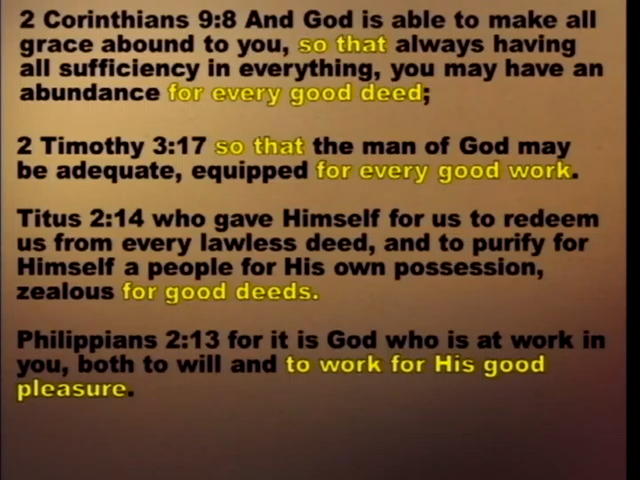 2 Corinthians 9:8 And God is able to make all
grace abound to you, so that always having
all sufficiency in everything, you may have an
abundance for every good deed;
2 Timothy 3:17 so that the man of God may
be adequate, equipped for every good work.
Titus 2:14 who gave Himself for us to redeem
us from every lawless deed, and to purify for
Himself a people for His own possession,
zealous for good deeds.
Philippians 2:13 for it is God who is at work in
you, both to will and to work for His good
pleasure.